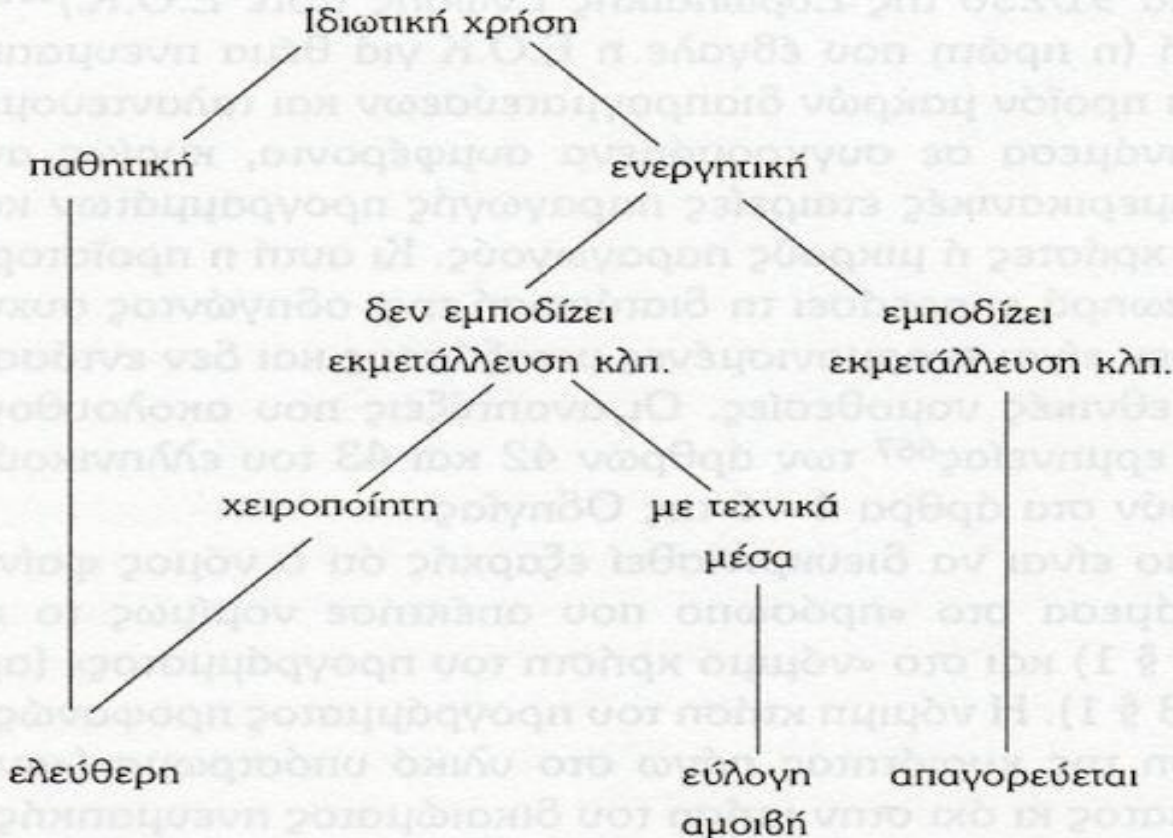 Ιδιωτική χρήση
παθητική ενεργητική
δεν εμποδίζει εμποδίζει
εκμετάλλευση κλπ. εκμετάλλευση κλπ.
χειροποίητη με τεχνικά
μέσα
ελεύθερη εύλογη απαγορεύεται
αμοιβή